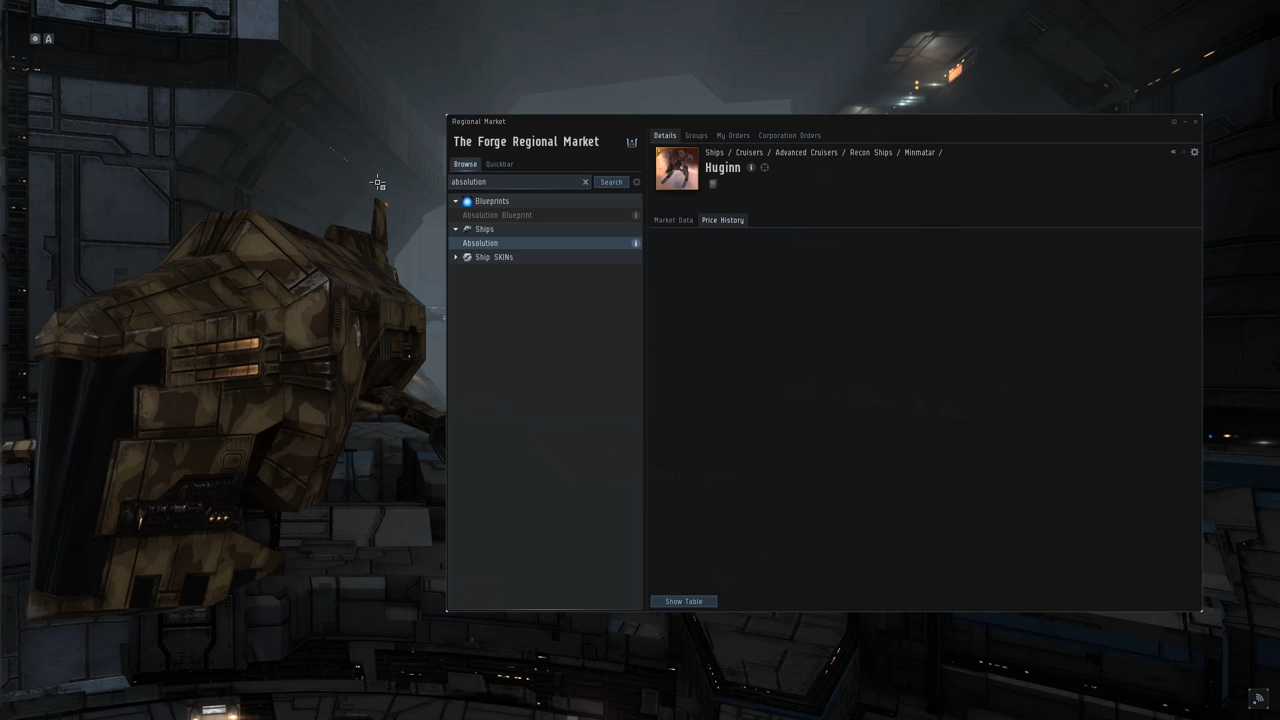 A
Regional Market
The Forge Regional Market
Browse Quickbar
absolution
Search
Blueprints
Absolution Blueprint
Ships
Absolution
Ship SKINs
Details Groups My Orders Corporation Orders
Ships / Cruisers / Advanced Cruisers / Recon Ships / Minmatar /
Huginn
Market Data Price History
Show Table